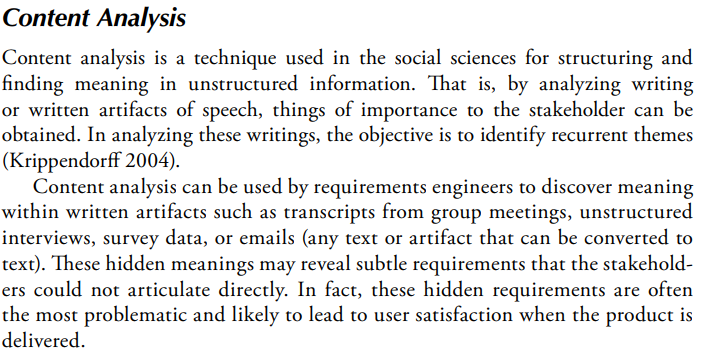 Content Analysis
Content analysis is a technique used in the social sciences for structuring and
finding meaning in unstructured information. That is, by analyzing writing
or written artifacts of speech, things of importance to the stakeholder can be
obtained. In analyzing these writings, the objective is to identify recurrent themes
(Krippendorff 2004).
Content analysis can be used by requirements engineers to discover meaning
within written artifacts such as transcripts from group meetings, unstructured
interviews, survey data, or emails (any text or artifact that can be converted to
text). These hidden meanings may reveal subtle requirements that the stakehold-
ers could not articulate directly. In fact, these hidden requirements are often
the most problematic and likely to lead to user satisfaction when the product is
delivered.